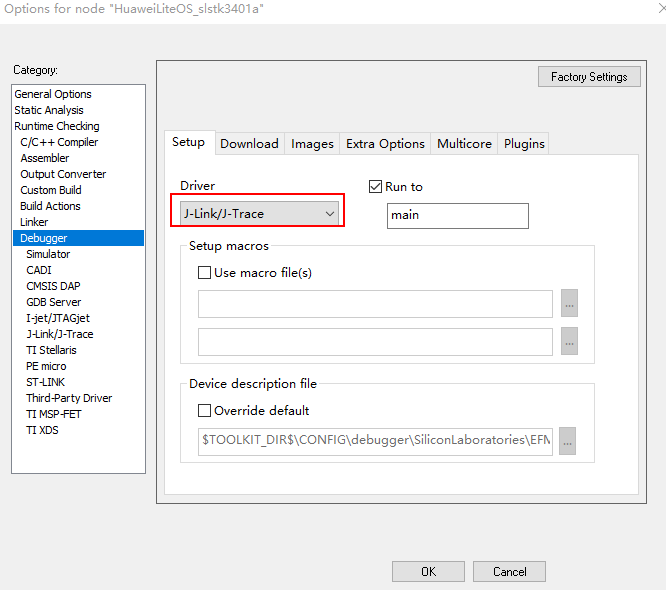 Options for node "HuaweiLiteOS_slstk3401a"
Category:
General Options
Static Analysis
Runtime Checking
C/C++ Compiler
Assembler
Output Converter
Custom Build
Build Actions
Linker
Debugger
Simulator
CADI
CMSIS DAP
GDB Server
I-jet/JTAGjet
J-Link/J-Trace
TI Stellaris
PE micro
ST-LINK
Third-Party Driver
TI MSP-FET
TI XDS
Factory Settings
Setup Download Images Extra Options Multicore Plugins
Driver
J-Link/J-Trace
Run to
main
Setup macros
Use macro file(s)
...
...
Device description file
Override default
$TOOLKIT_DIR$\CONFIG\debugger\SiliconLaboratories\EFM
...
OK Cancel